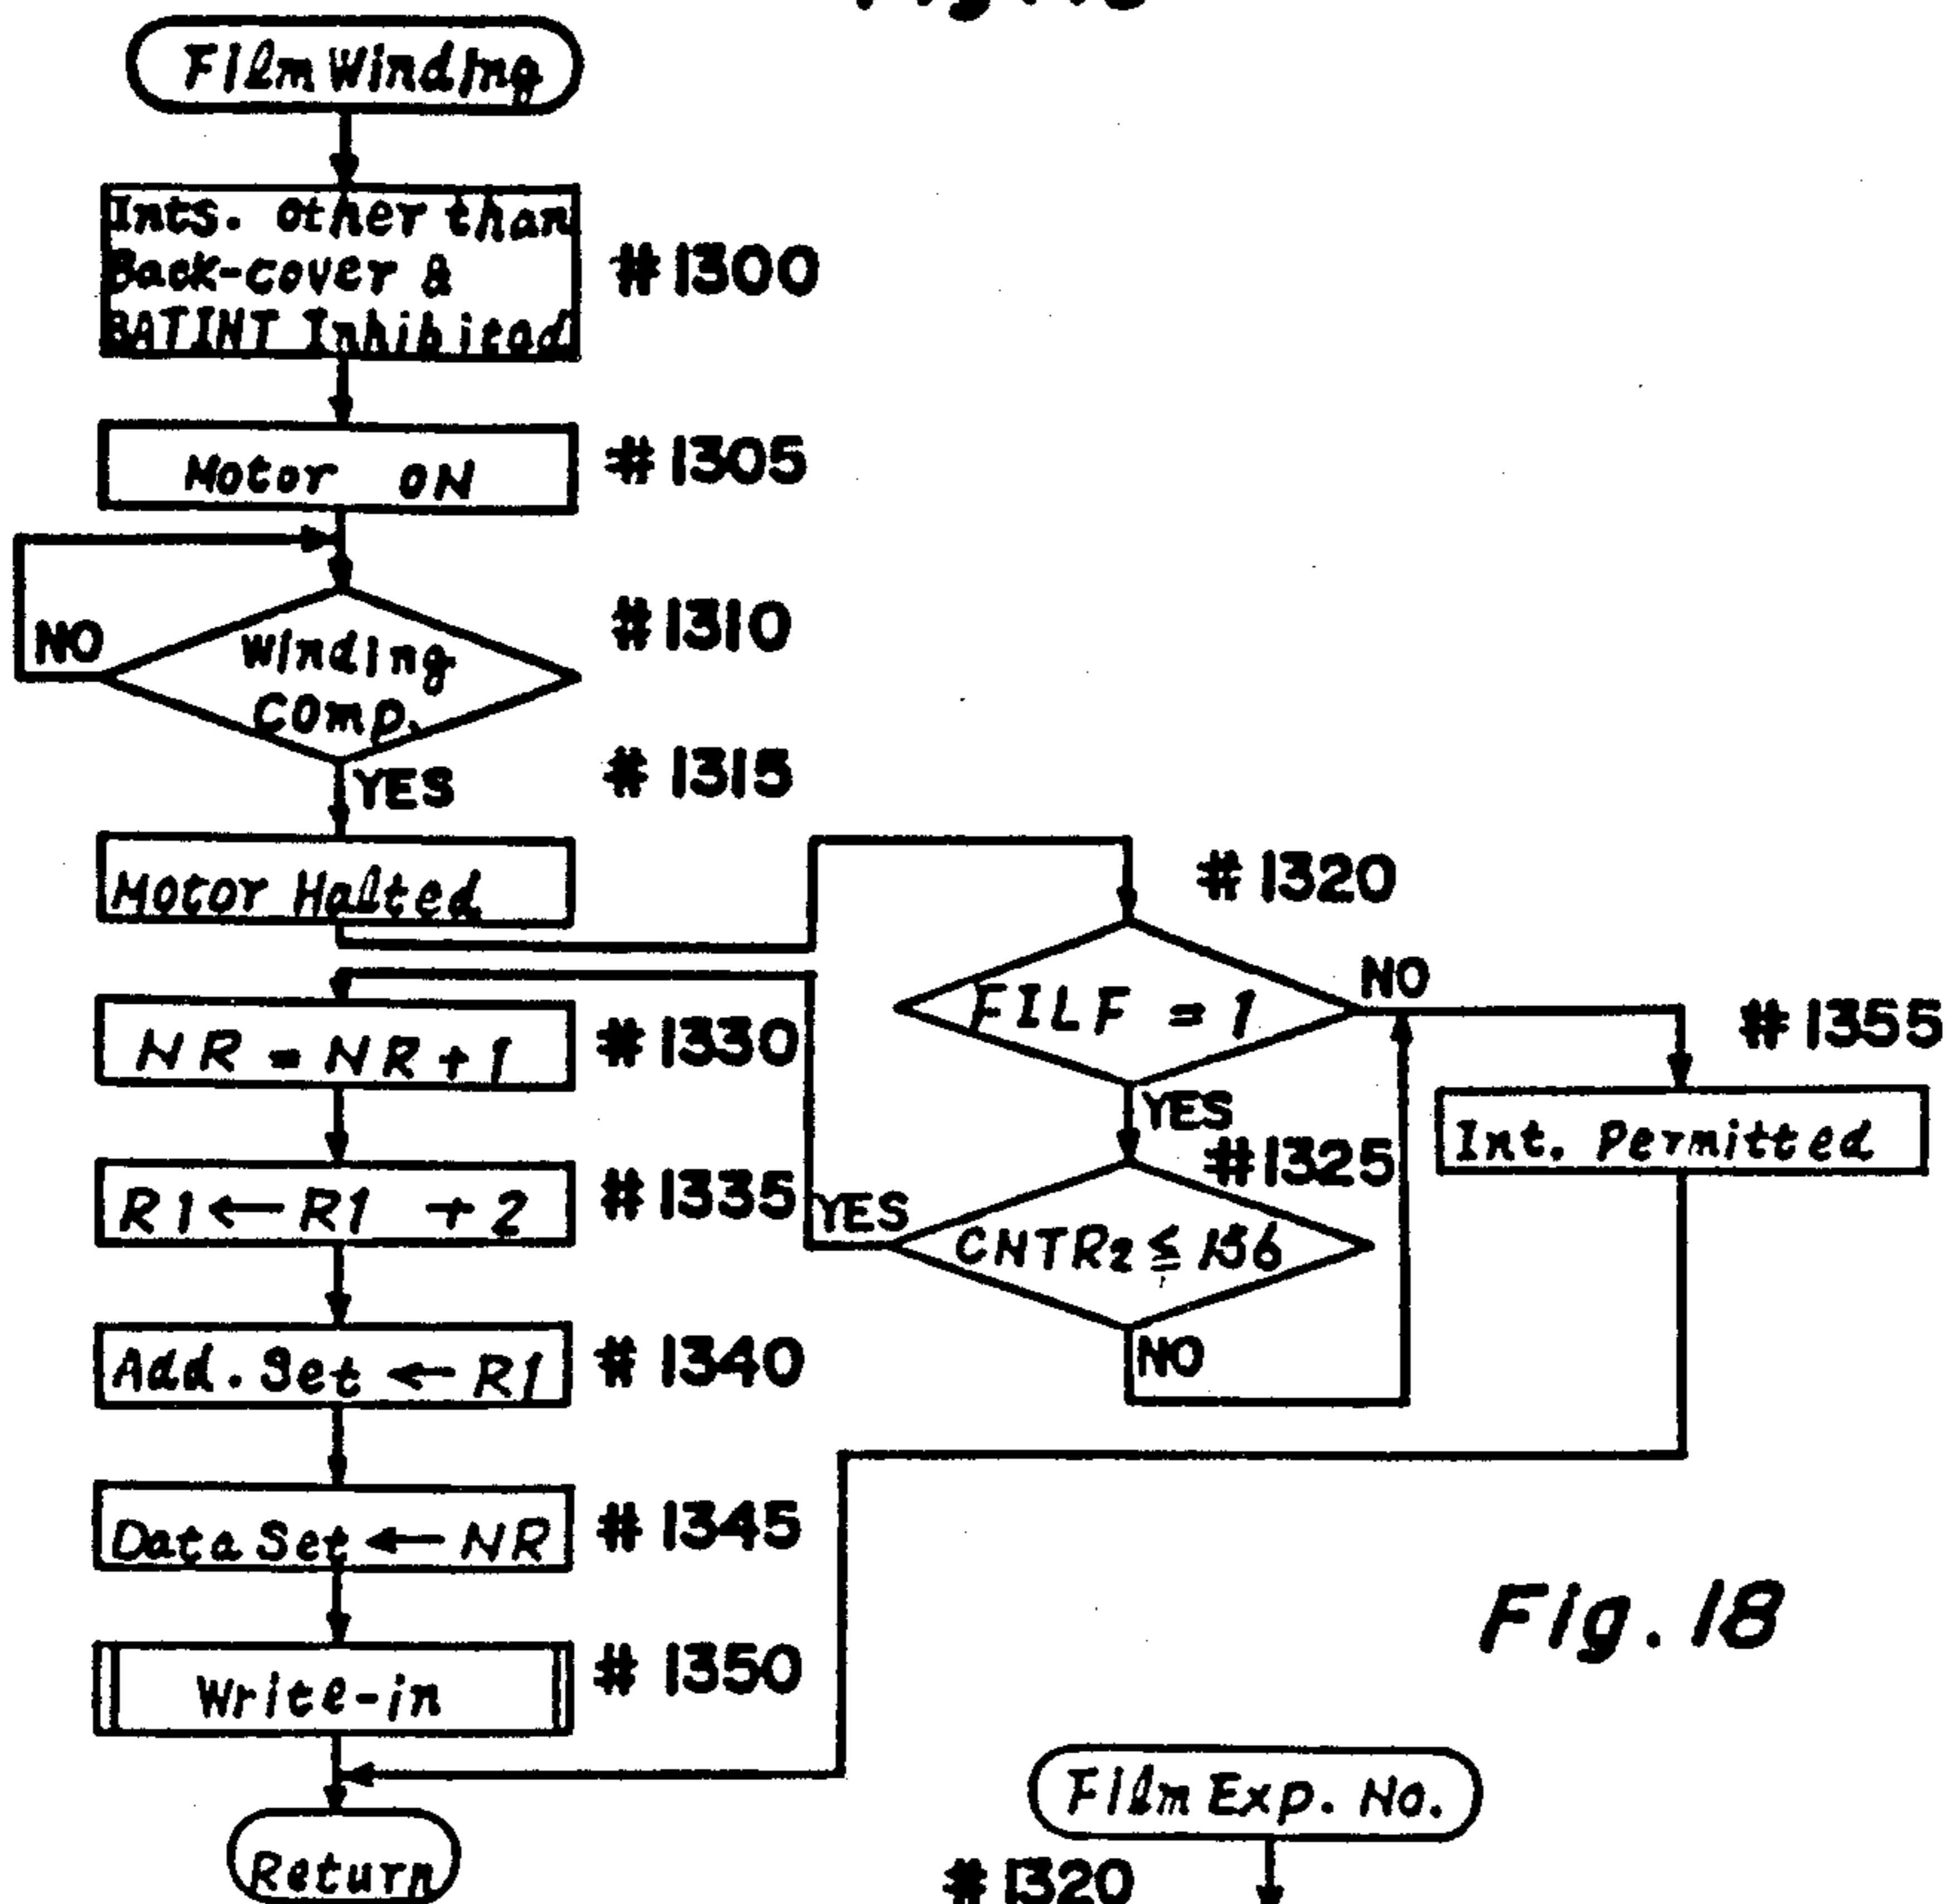 Film Winding
Ints. other than
Back-cover &
BATINT Inhibited
#1300
Motor ON
#1305
NO
Winding
Comp.
#1310
YES
#1315
Motor Halted
#1320
FILF = 1
NO
YES
#1355
Int. Permitted
#1325
CNTR2 ≦ 136
YES
NO
NR = NR + 1
#1330
R1 ← R1 + 2
#1335
Add. Set ← R1
#1340
Data Set ← NR
#1345
Write-in
#1350
Return
Fig. 18
Film Exp. No.
#1320